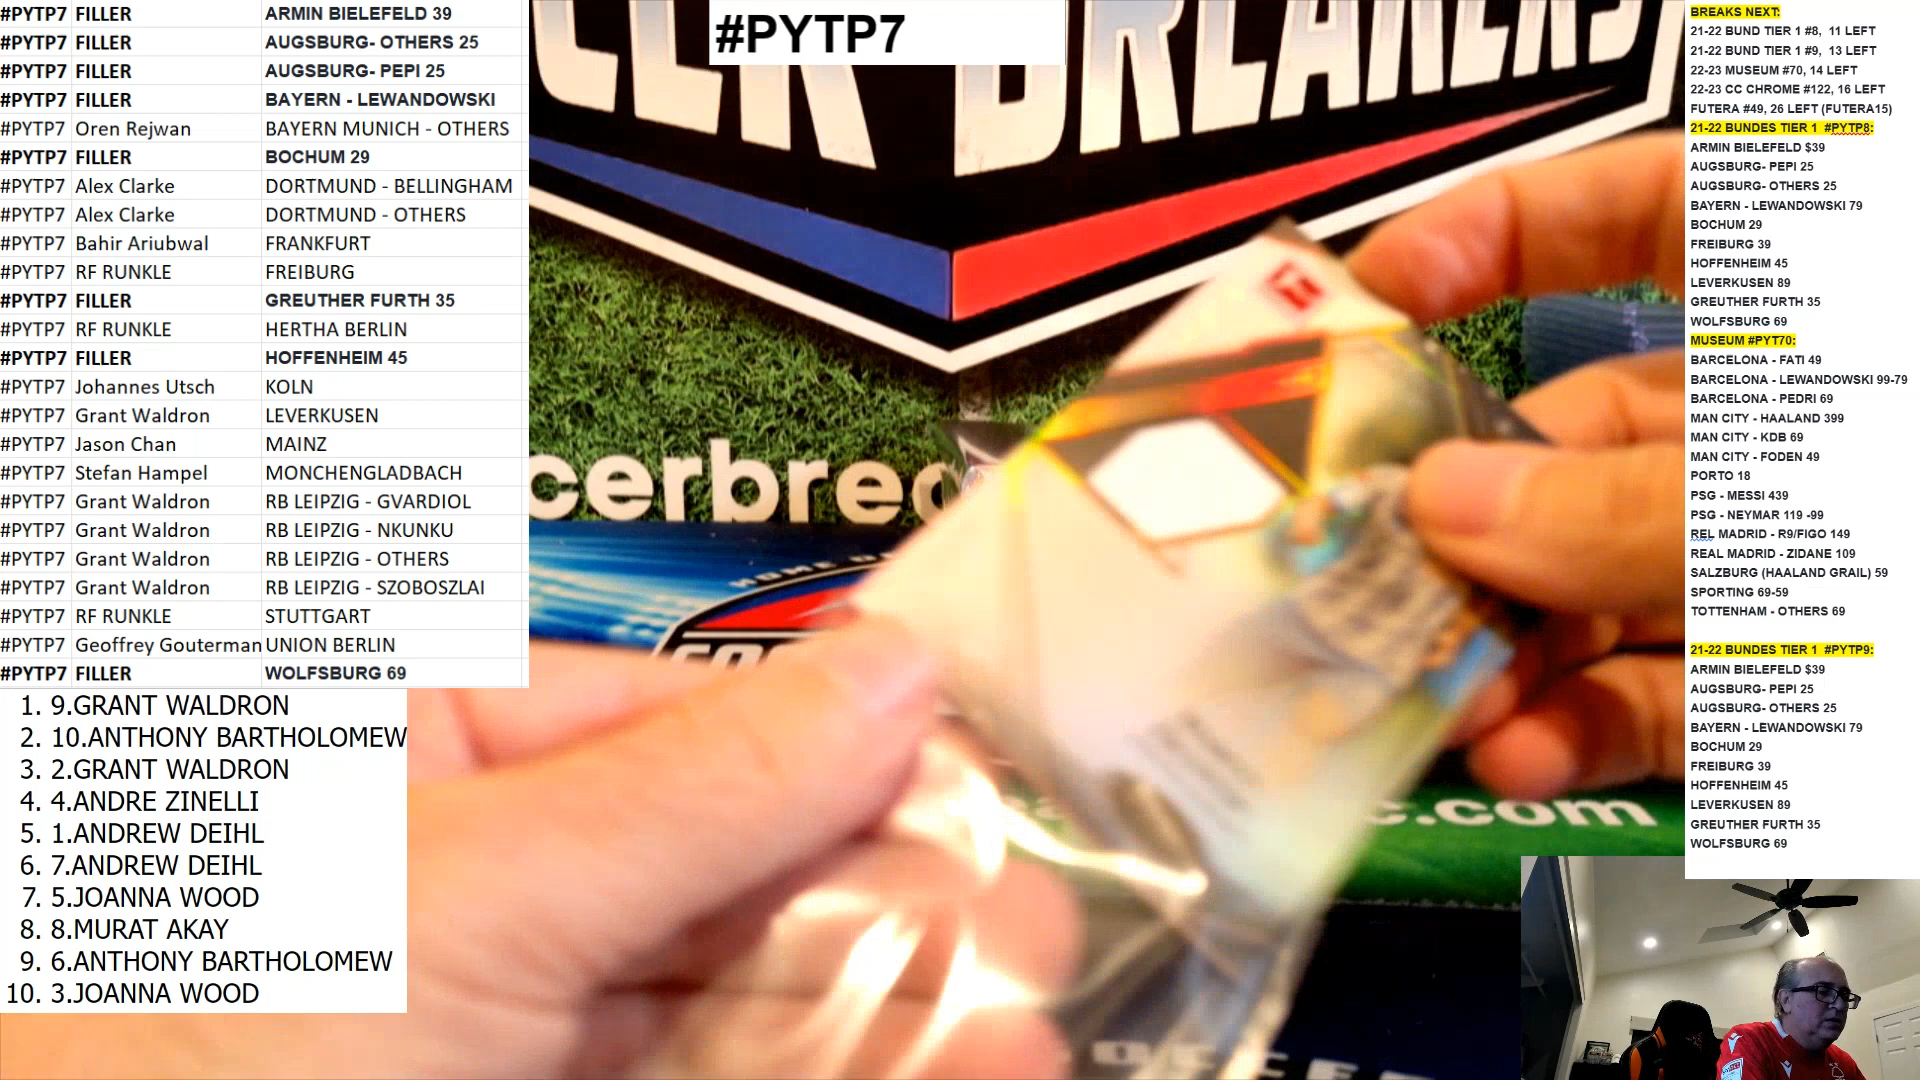 #PYTP7 FILLER ARMIN BIELEFELD 39
#PYTP7 FILLER AUGSBURG- OTHERS 25
#PYTP7 FILLER AUGSBURG- PEPI 25
#PYTP7 FILLER BAYERN - LEWANDOWSKI
#PYTP7 Oren Rejwan BAYERN MUNICH - OTHERS
#PYTP7 FILLER BOCHUM 29
#PYTP7 Alex Clarke DORTMUND - BELLINGHAM
#PYTP7 Alex Clarke DORTMUND - OTHERS
#PYTP7 Bahir Ariubwal FRANKFURT
#PYTP7 RF RUNKLE FREIBURG
#PYTP7 FILLER GREUTHER FURTH 35
#PYTP7 RF RUNKLE HERTHA BERLIN
#PYTP7 FILLER HOFFENHEIM 45
#PYTP7 Johannes Utsch KOLN
#PYTP7 Grant Waldron LEVERKUSEN
#PYTP7 Jason Chan MAINZ
#PYTP7 Stefan Hampel MONCHENGLADBACH
#PYTP7 Grant Waldron RB LEIPZIG - GVARDIOL
#PYTP7 Grant Waldron RB LEIPZIG - NKUNKU
#PYTP7 Grant Waldron RB LEIPZIG - OTHERS
#PYTP7 Grant Waldron RB LEIPZIG - SZOBOSZLAI
#PYTP7 RF RUNKLE STUTTGART
#PYTP7 Geoffrey Gouterman UNION BERLIN
#PYTP7 FILLER WOLFSBURG 69
1. 9.GRANT WALDRON
2. 10.ANTHONY BARTHOLOMEW
3. 2.GRANT WALDRON
4. 4.ANDRE ZINELLI
5. 1.ANDREW DEIHL
6. 7.ANDREW DEIHL
7. 5.JOANNA WOOD
8. 8.MURAT AKAY
9. 6.ANTHONY BARTHOLOMEW
10. 3.JOANNA WOOD
#PYTP7
BREAKERS
cerbrea
HOME OF
c.com
BREAKS NEXT:
21-22 BUND TIER 1 #8, 11 LEFT
21-22 BUND TIER 1 #9, 13 LEFT
22-23 MUSEUM #70, 14 LEFT
22-23 CC CHROME #122, 16 LEFT
FUTERA #49, 26 LEFT (FUTERA15)
21-22 BUNDES TIER 1 #PYTP8:
ARMIN BIELEFELD $39
AUGSBURG- PEPI 25
AUGSBURG- OTHERS 25
BAYERN - LEWANDOWSKI 79
BOCHUM 29
FREIBURG 39
HOFFENHEIM 45
LEVERKUSEN 89
GREUTHER FURTH 35
WOLFSBURG 69
MUSEUM #PYT70:
BARCELONA - FATI 49
BARCELONA - LEWANDOWSKI 99-79
BARCELONA - PEDRI 69
MAN CITY - HAALAND 399
MAN CITY - KDB 69
MAN CITY - FODEN 49
PORTO 18
PSG - MESSI 439
PSG - NEYMAR 119 -99
REL MADRID - R9/FIGO 149
REAL MADRID - ZIDANE 109
SALZBURG (HAALAND GRAIL) 59
SPORTING 69-59
TOTTENHAM - OTHERS 69
21-22 BUNDES TIER 1 #PYTP9:
ARMIN BIELEFELD $39
AUGSBURG- PEPI 25
AUGSBURG- OTHERS 25
BAYERN - LEWANDOWSKI 79
BOCHUM 29
FREIBURG 39
HOFFENHEIM 45
LEVERKUSEN 89
GREUTHER FURTH 35
WOLFSBURG 69